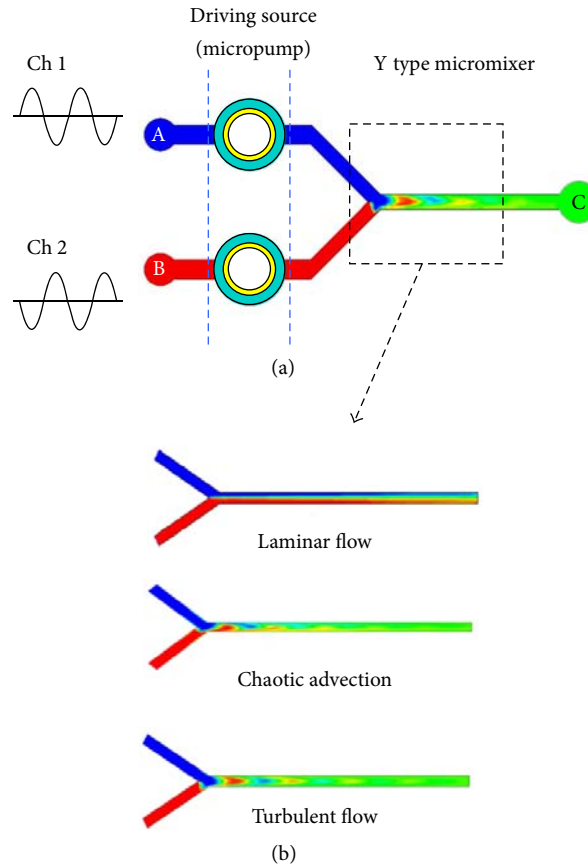 Driving source
(micropump)
Ch 1
Y type micromixer
A
C
Ch 2
B
(a)
Laminar flow
Chaotic advection
Turbulent flow
(b)